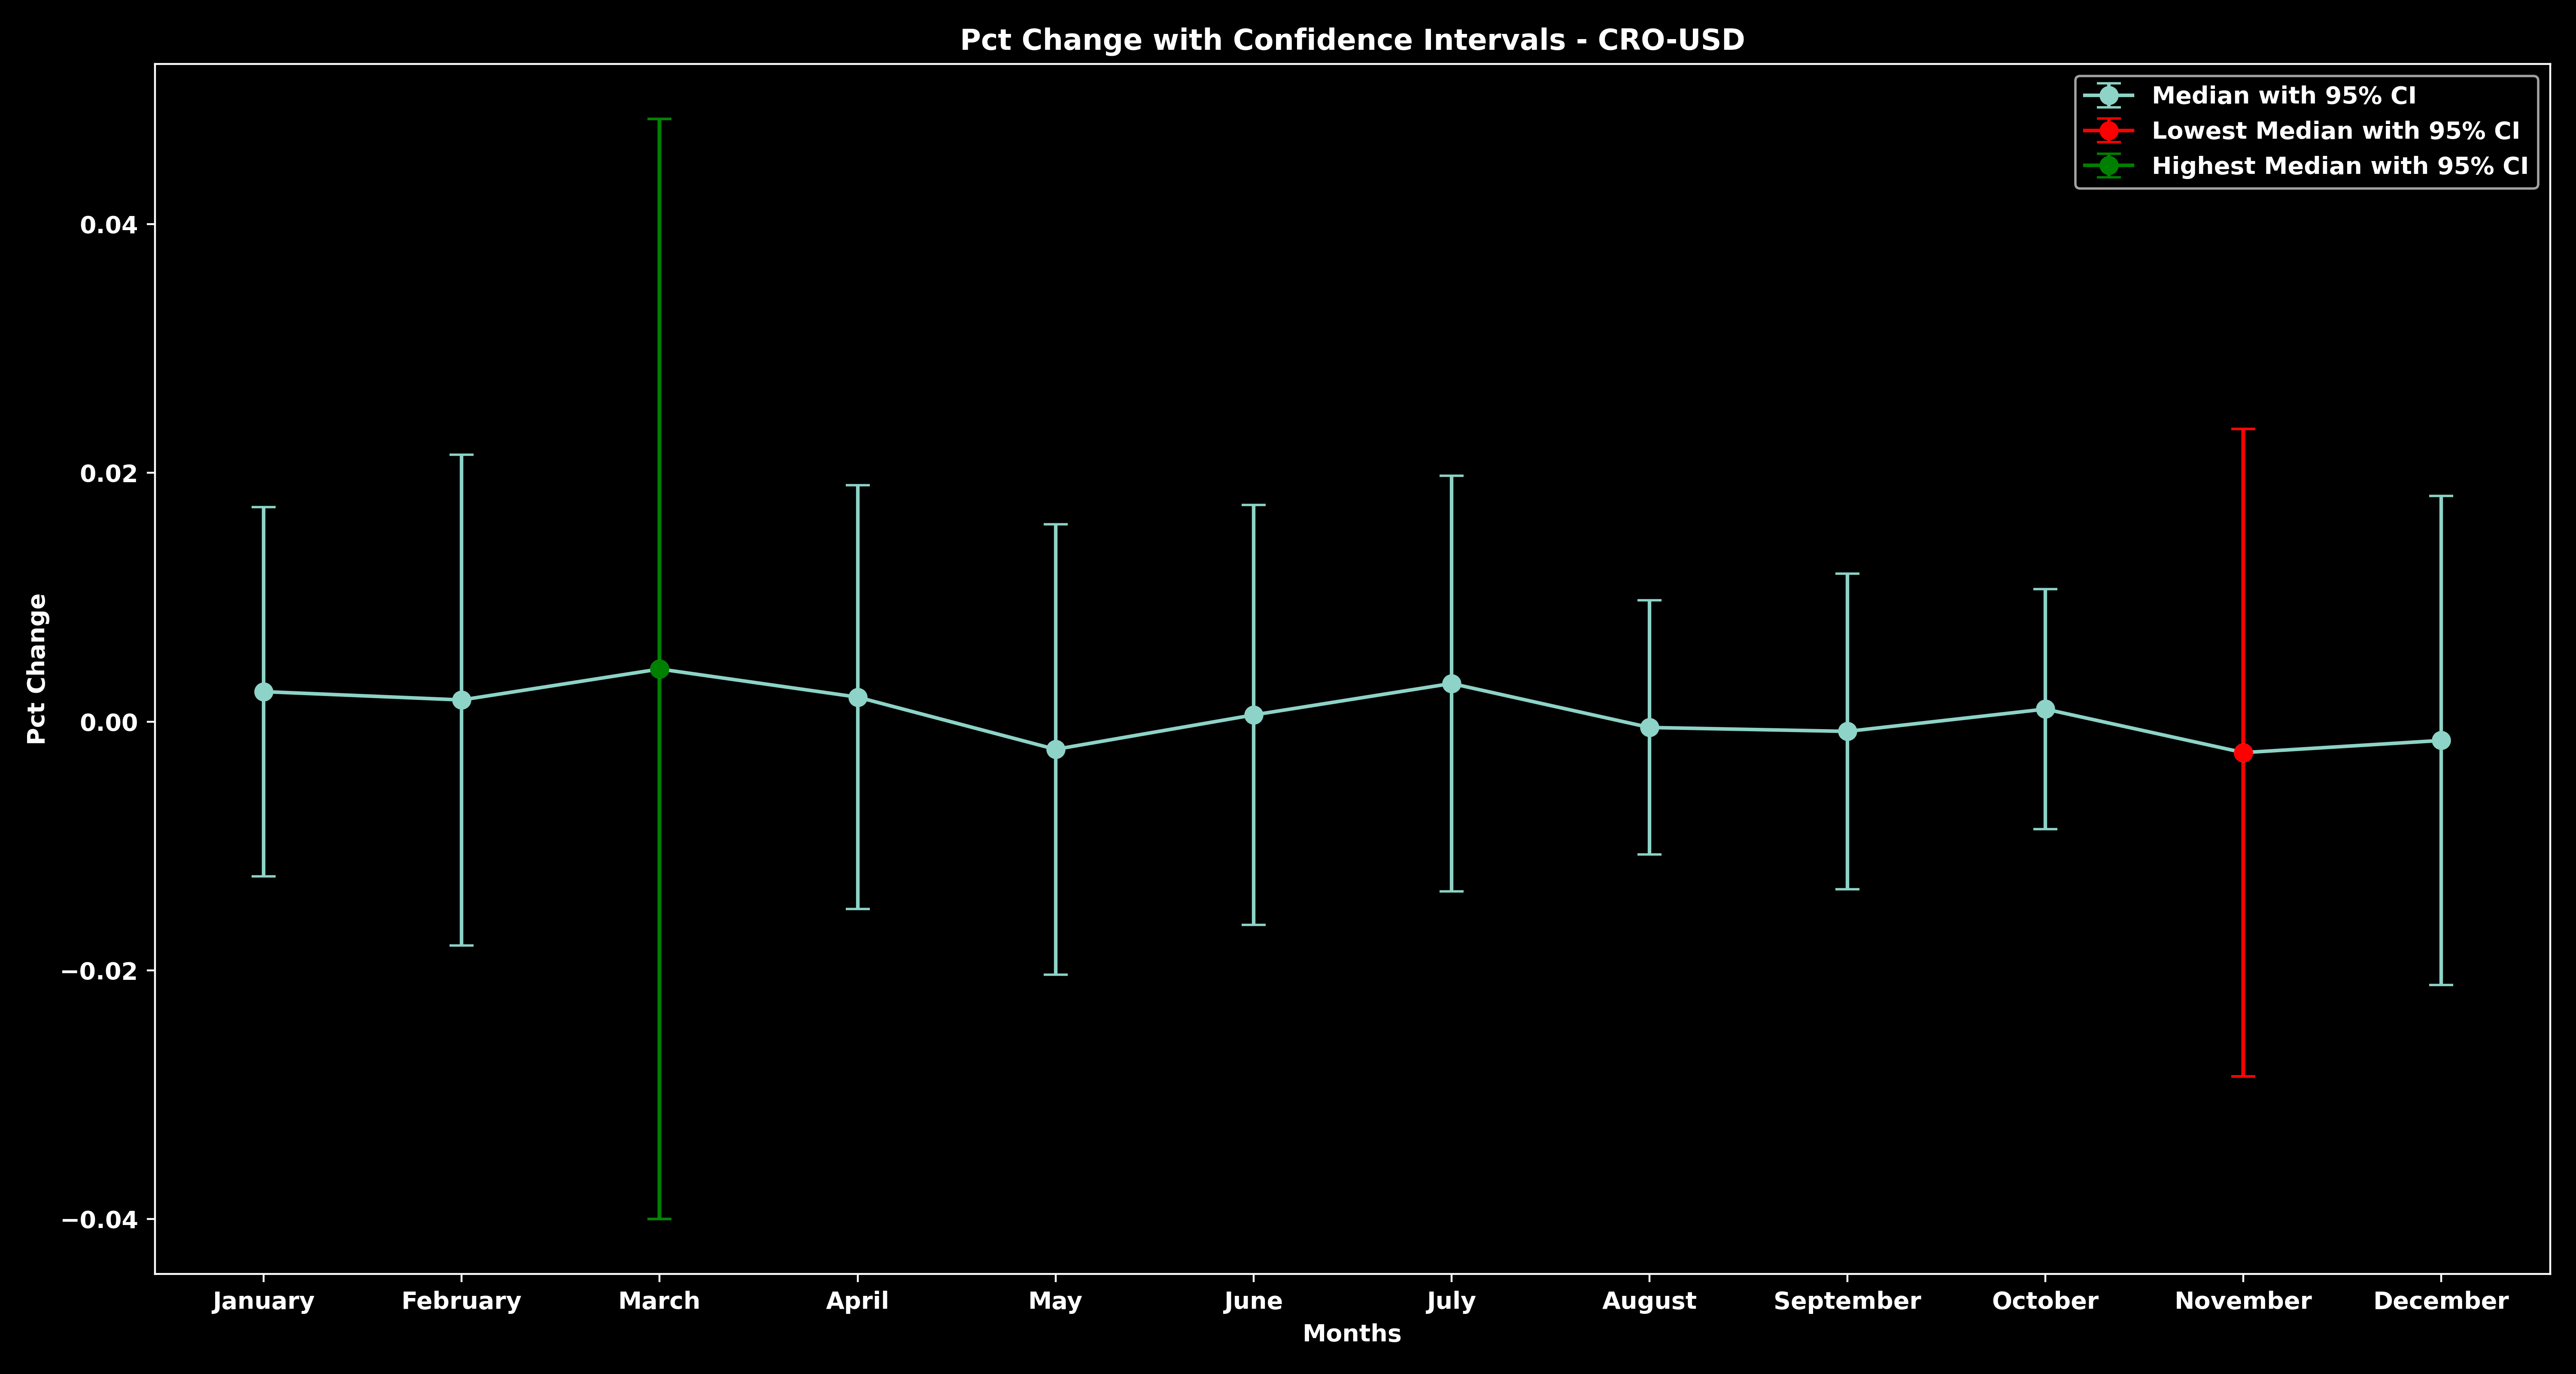 Pct Change with Confidence Intervals - CRO-USD
Median with 95% CI
Lowest Median with 95% CI
Highest Median with 95% CI
Pct Change
0.04
0.02
0.00
−0.02
−0.04
January February March April May June July August September October November December
Months